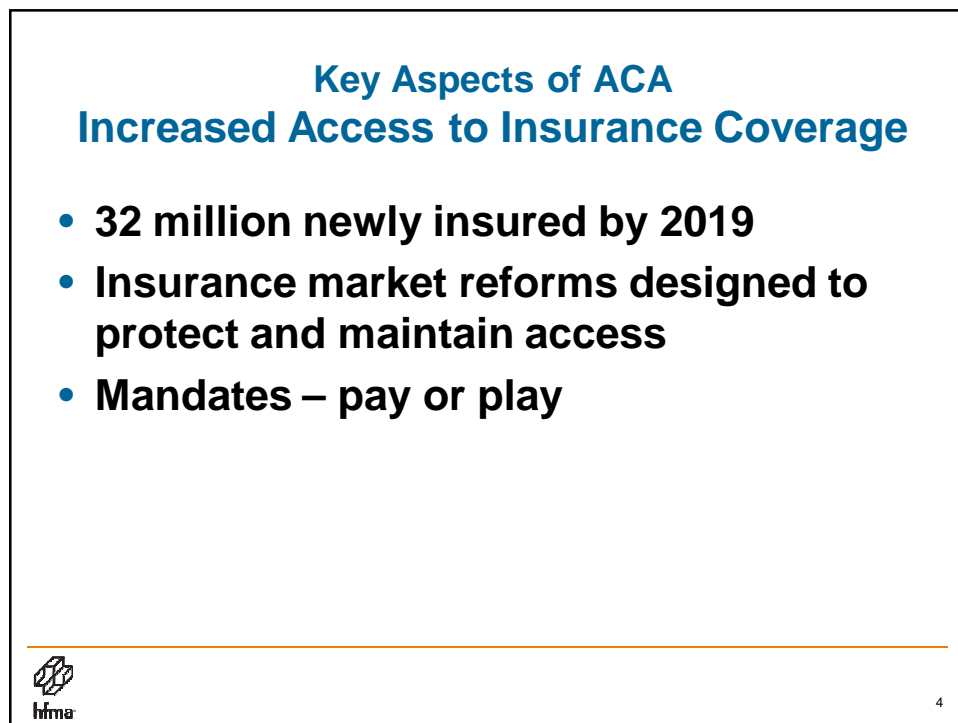 Key Aspects of ACA
Increased Access to Insurance Coverage
• 32 million newly insured by 2019
• Insurance market reforms designed to
protect and maintain access
• Mandates – pay or play
hfma
4